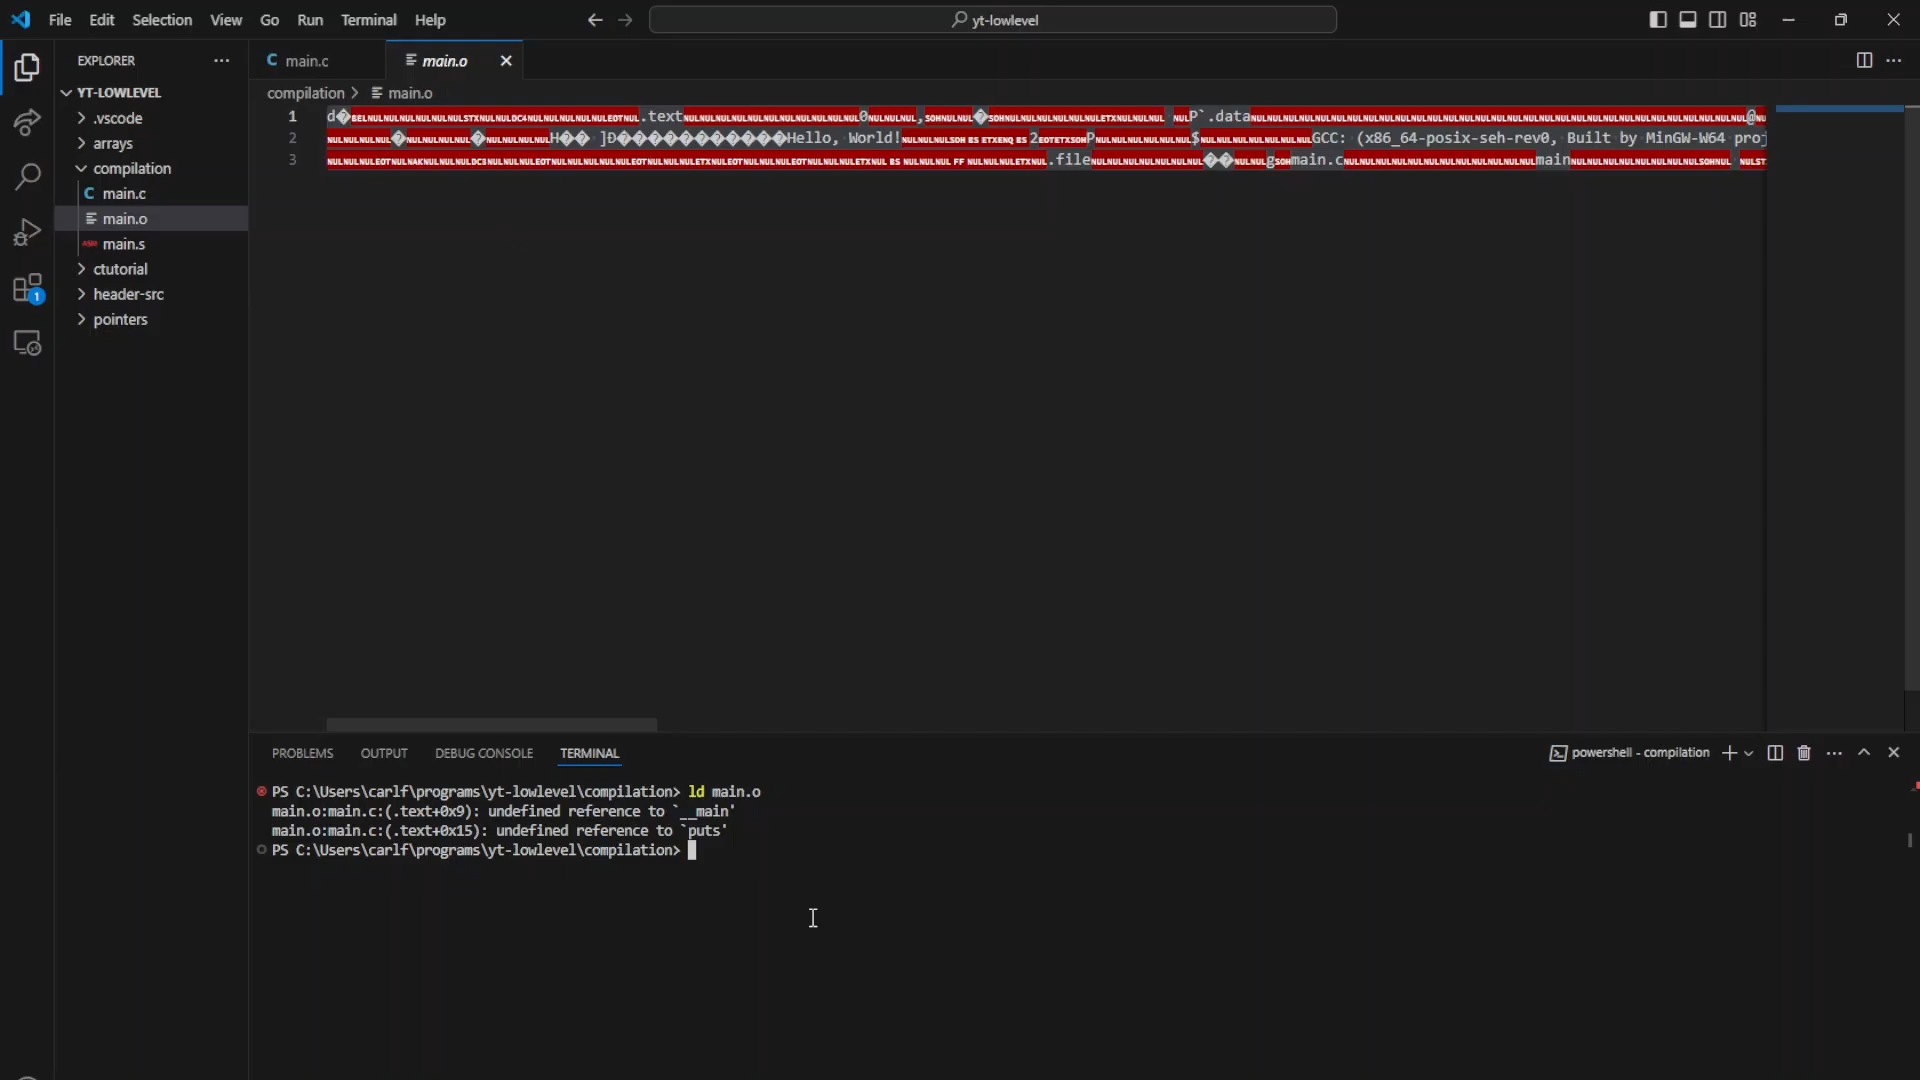 File Edit Selection View Go Run Terminal Help
yt-lowlevel
EXPLORER
YT-LOWLEVEL
.vscode
arrays
compilation
main.c
main.o
main.s
ctutorial
header-src
pointers
1
main.c
main.o
compilation > main.o
1
.text
.data
2
Hello, World!
GCC: (x86_64-posix-seh-rev0, Built by MinGW-W64 proj
3
.file
main.c
main
PROBLEMS OUTPUT DEBUG CONSOLE TERMINAL
powershell - compilation
PS C:\Users\carlf\programs\yt-lowlevel\compilation> ld main.o
main.o:main.c:(.text+0x9): undefined reference to `__main'
main.o:main.c:(.text+0x15): undefined reference to `puts'
PS C:\Users\carlf\programs\yt-lowlevel\compilation>